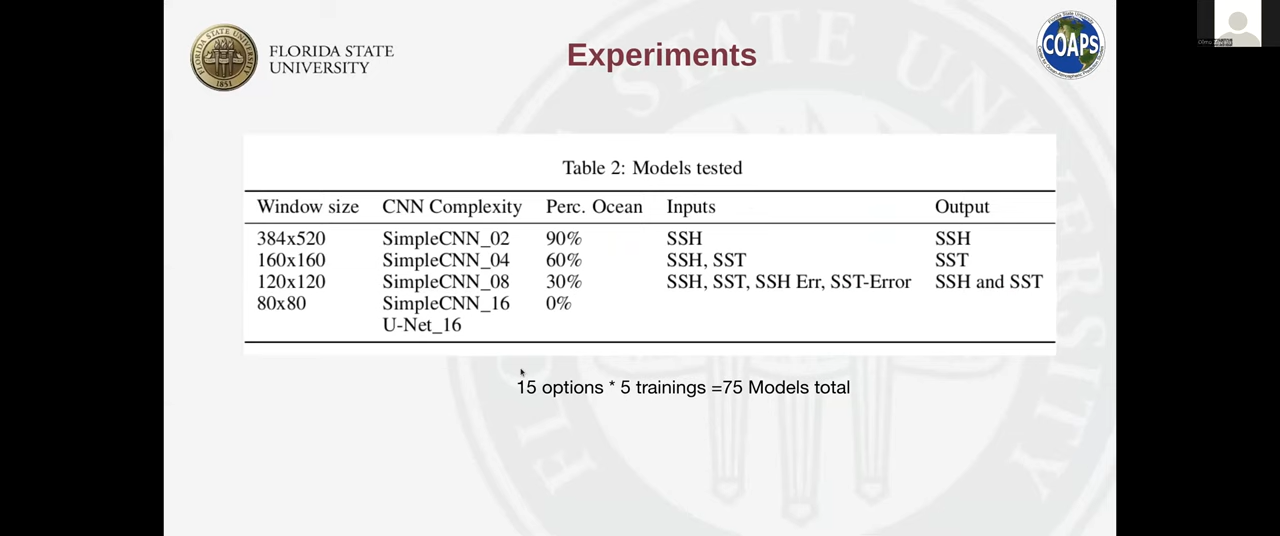 FLORIDA STATE
UNIVERSITY
1851
Experiments
COAPS
Table 2: Models tested
Window size CNN Complexity Perc. Ocean Inputs Output
384x520 SimpleCNN_02 90% SSH SSH
160x160 SimpleCNN_04 60% SSH, SST SST
120x120 SimpleCNN_08 30% SSH, SST, SSH Err, SST-Error SSH and SST
80x80 SimpleCNN_16 0%
U-Net_16
15 options * 5 trainings =75 Models total